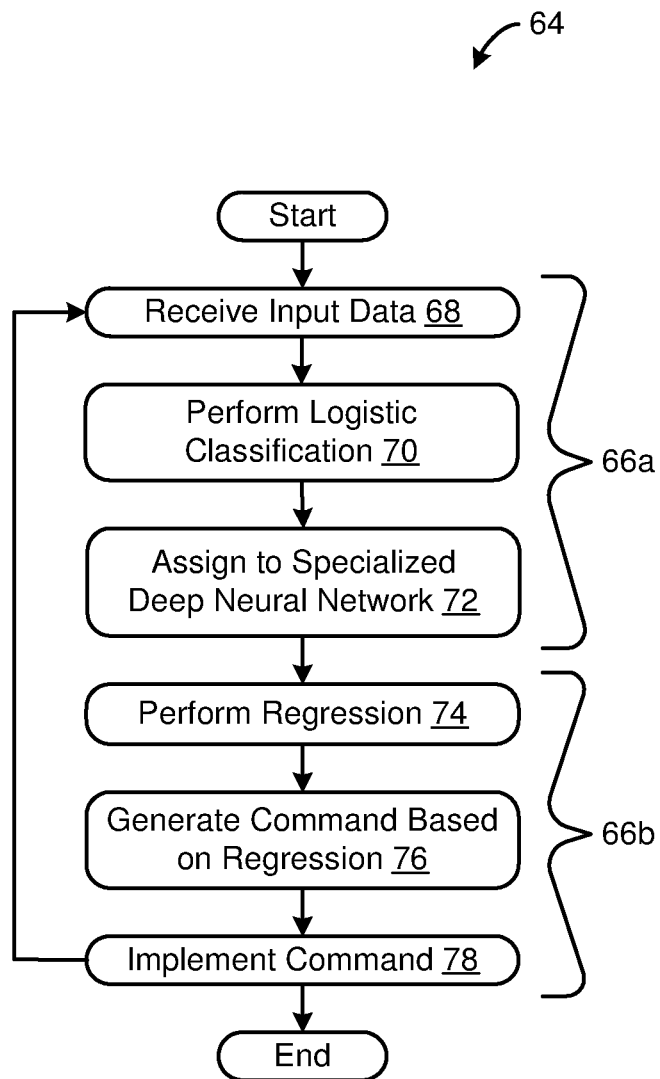 64
Start
Receive Input Data 68
Perform Logistic
Classification 70
66a
Assign to Specialized
Deep Neural Network 72
Perform Regression 74
Generate Command Based
on Regression 76
66b
Implement Command 78
End